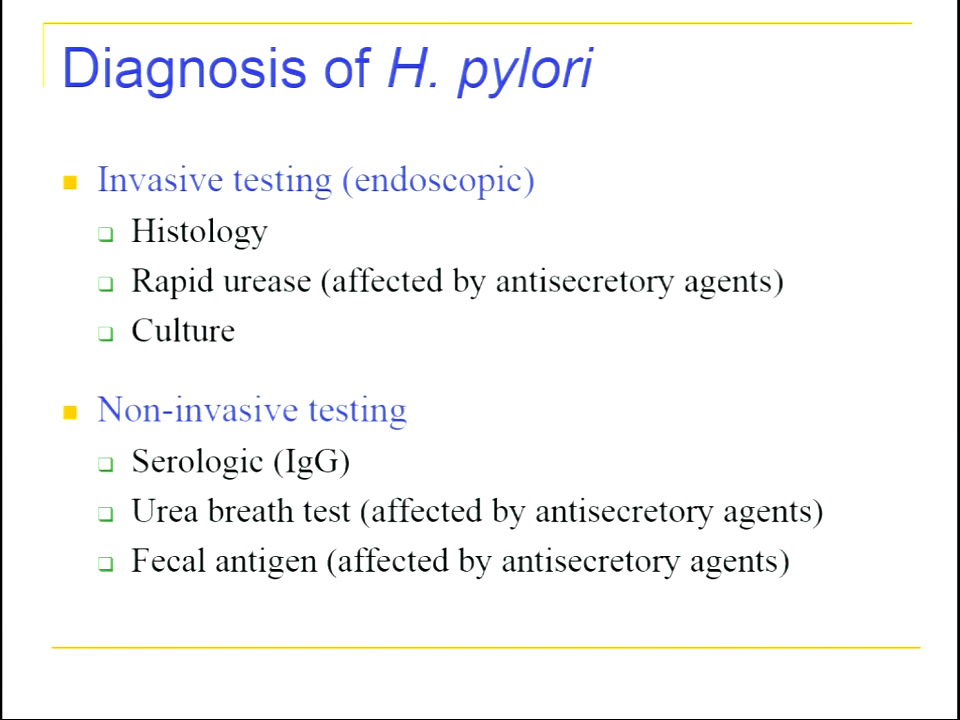 Diagnosis of H. pylori
Invasive testing (endoscopic)
Histology
Rapid urease (affected by antisecretory agents)
Culture
Non-invasive testing
Serologic (IgG)
Urea breath test (affected by antisecretory agents)
Fecal antigen (affected by antisecretory agents)